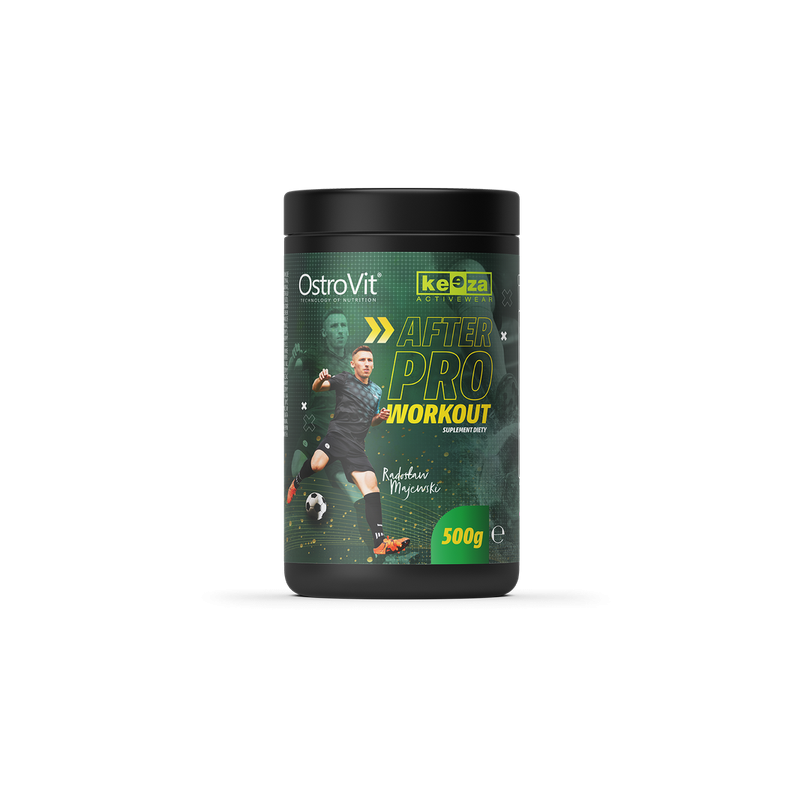 OstroVit®
TECHNOLOGY OF NUTRITION
keeza
ACTIVEWEAR
AFTER
PRO
WORKOUT
SUPLEMENT DIETY
Radosław
Majewski
500g ℮